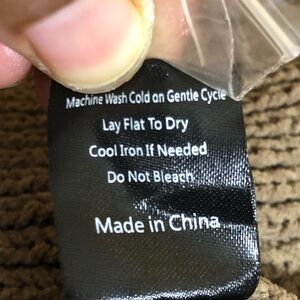 Machine Wash Cold on Gentle Cycle
Lay Flat To Dry
Cool Iron If Needed
Do Not Bleach
Made in China